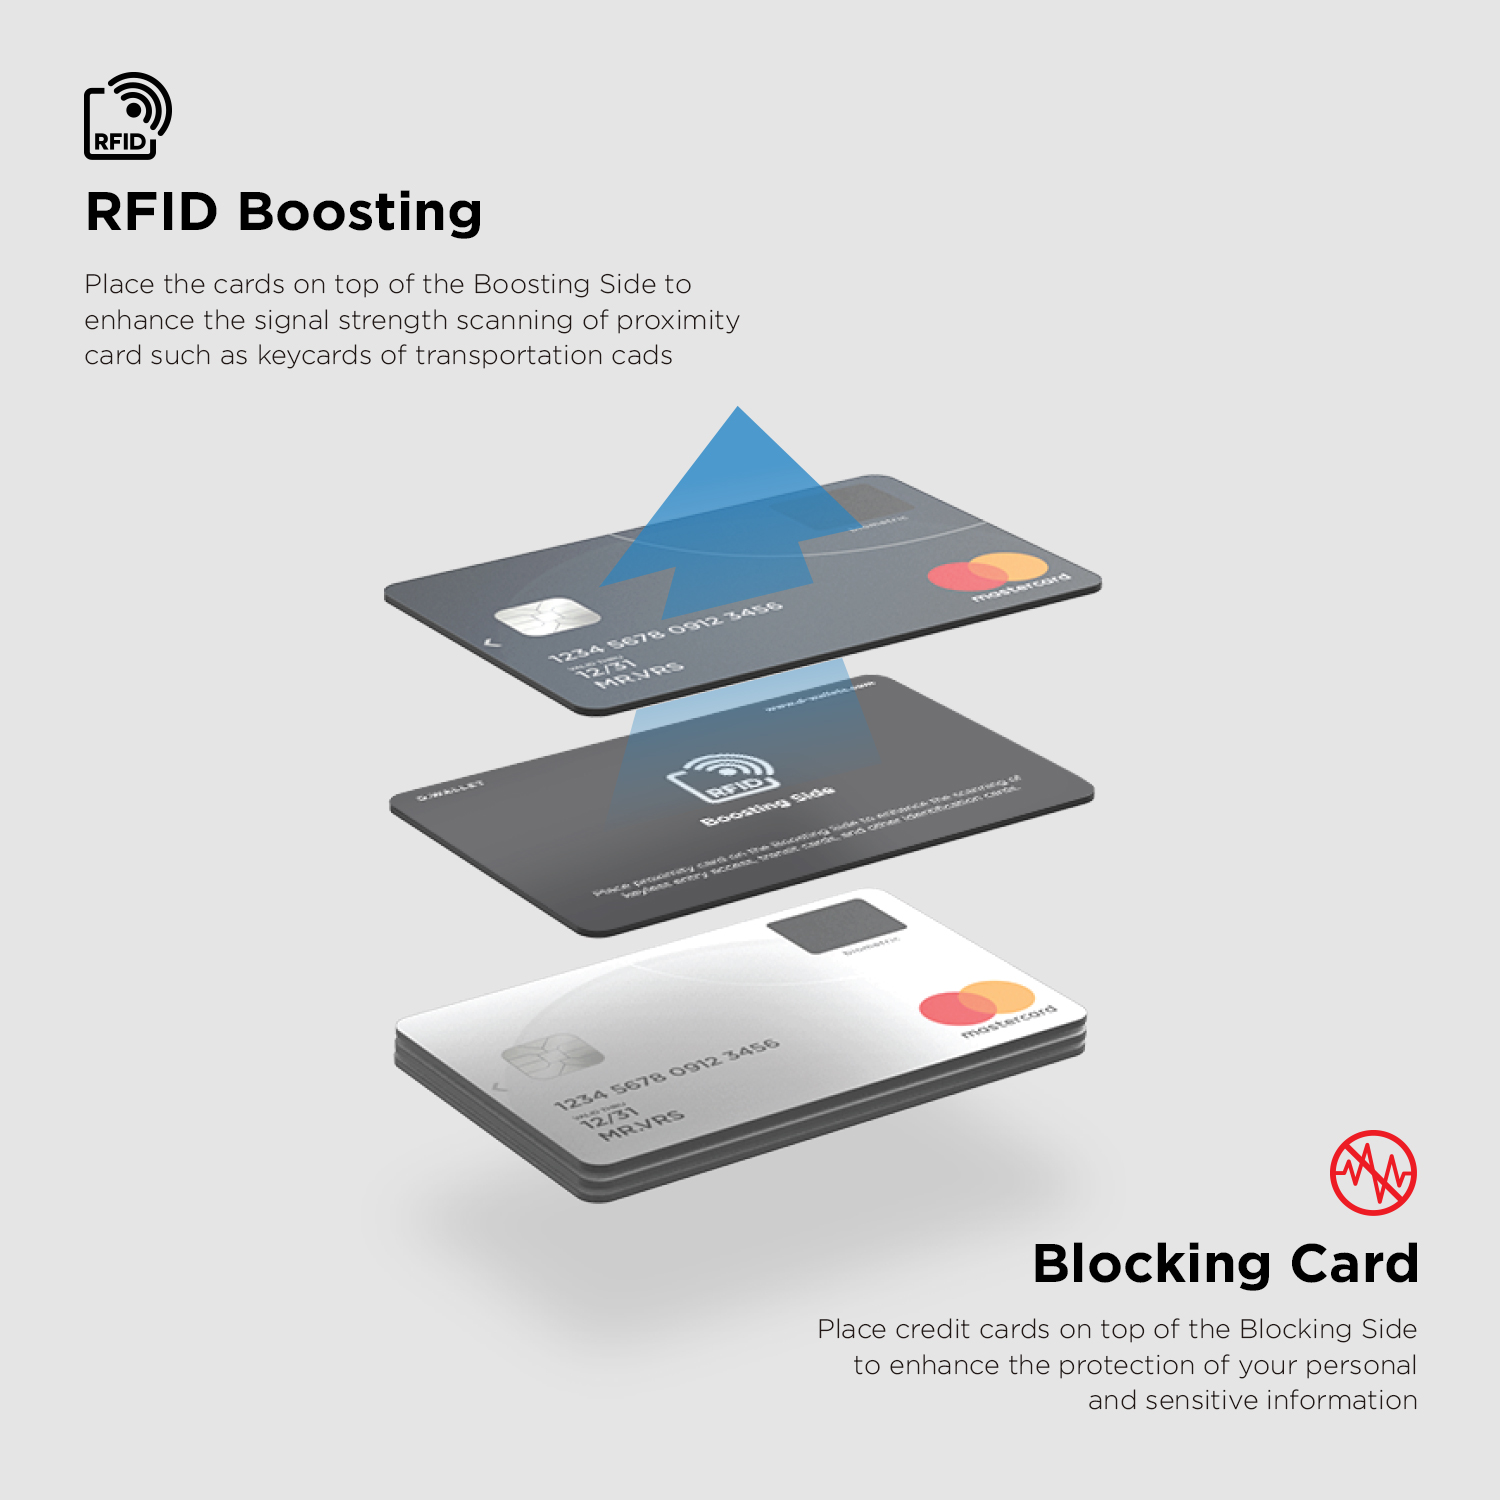 RFID
RFID Boosting
Place the cards on top of the Boosting Side to
enhance the signal strength scanning of proximity
card such as keycards of transportation cads
biometric
mastercard
1234 5678 0912 3456
VALID THRU
12/31
MR.VRS
www.d-wallets.com
D.WALLET
RFID
Boosting Side
Place proximity card on the Boosting Side to enhance the scanning of
keyless entry access, transit cards, and other identification cards.
biometric
mastercard
1234 5678 0912 3456
VALID THRU
12/31
MR.VRS
Blocking Card
Place credit cards on top of the Blocking Side
to enhance the protection of your personal
and sensitive information